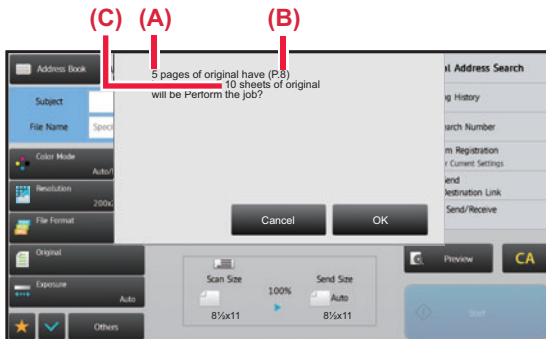 (C) (A) (B)
Address Book
5 pages of original have (P.8)
10 sheets of original
will be Perform the job?
al Address Search
Subject
ng History
File Name
Speci
arch Number
Color Mode
Auto/
m Registration
r Current Settings
Resolution
200x
end
Destination Link
Send/Receive
File Format
Cancel
OK
Original
Preview
CA
Scan Size
100%
Send Size
Auto
Exposure
Auto
8½x11
8½x11
Start
Others